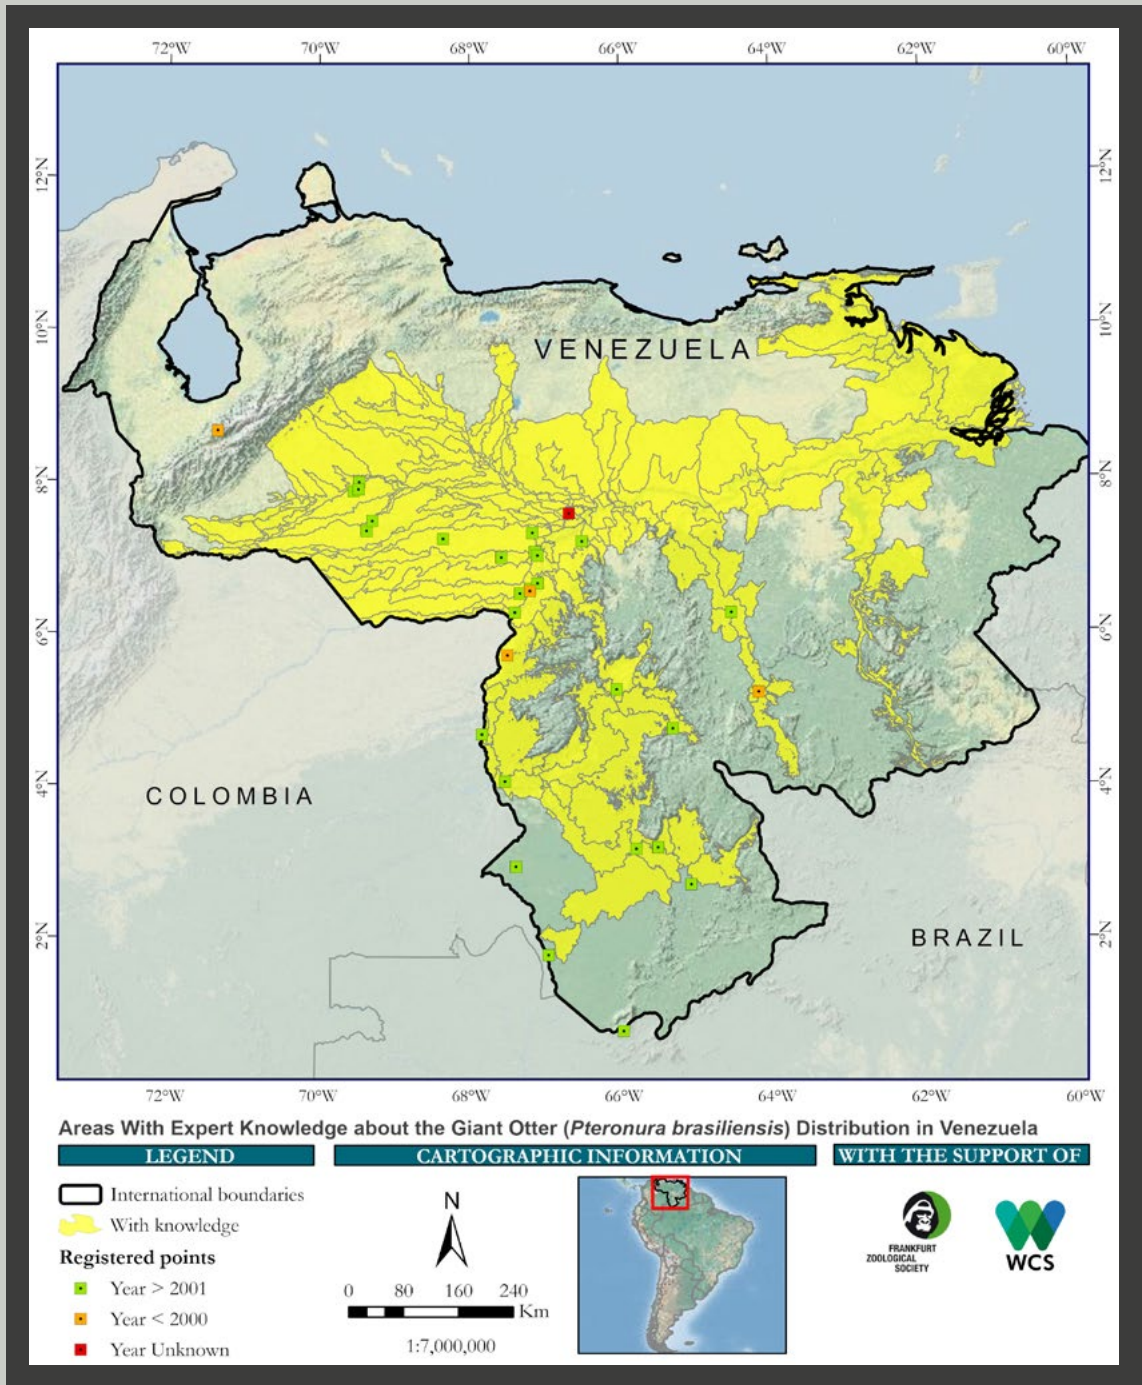 72°W 70°W 68°W 66°W 64°W 62°W 60°W
12°N 12°N
10°N 10°N
VENEZUELA
8°N 8°N
6°N 6°N
4°N 4°N
COLOMBIA
BRAZIL
2°N 2°N
72°W 70°W 68°W 66°W 64°W 62°W 60°W
Areas With Expert Knowledge about the Giant Otter (Pteronura brasiliensis) Distribution in Venezuela
LEGEND
International boundaries
With knowledge
Registered points
Year > 2001
Year < 2000
Year Unknown
CARTOGRAPHIC INFORMATION
N
0 80 160 240
Km
1:7,000,000
WITH THE SUPPORT OF
FRANKFURT
ZOOLOGICAL
SOCIETY
WCS